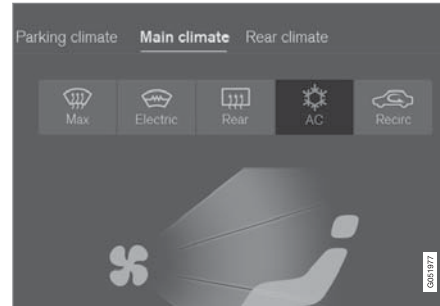 Parking climate Main climate Rear climate
Max Electric Rear AC Recirc
G051977